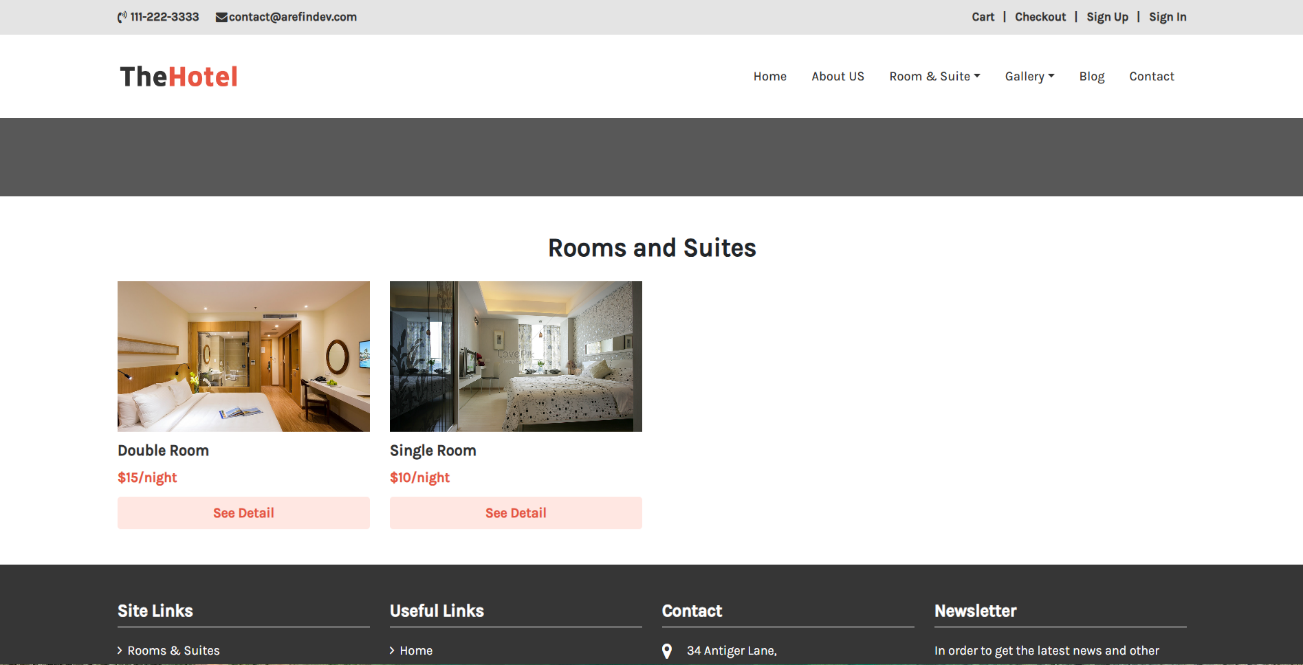 111-222-3333 contact@arefindev.com Cart | Checkout | Sign Up | Sign In
TheHotel Home About US Room & Suite Gallery Blog Contact
Rooms and Suites
Double Room Single Room
$15/night $10/night
See Detail See Detail
Site Links Useful Links Contact Newsletter
Rooms & Suites Home 34 Antiger Lane, In order to get the latest news and other